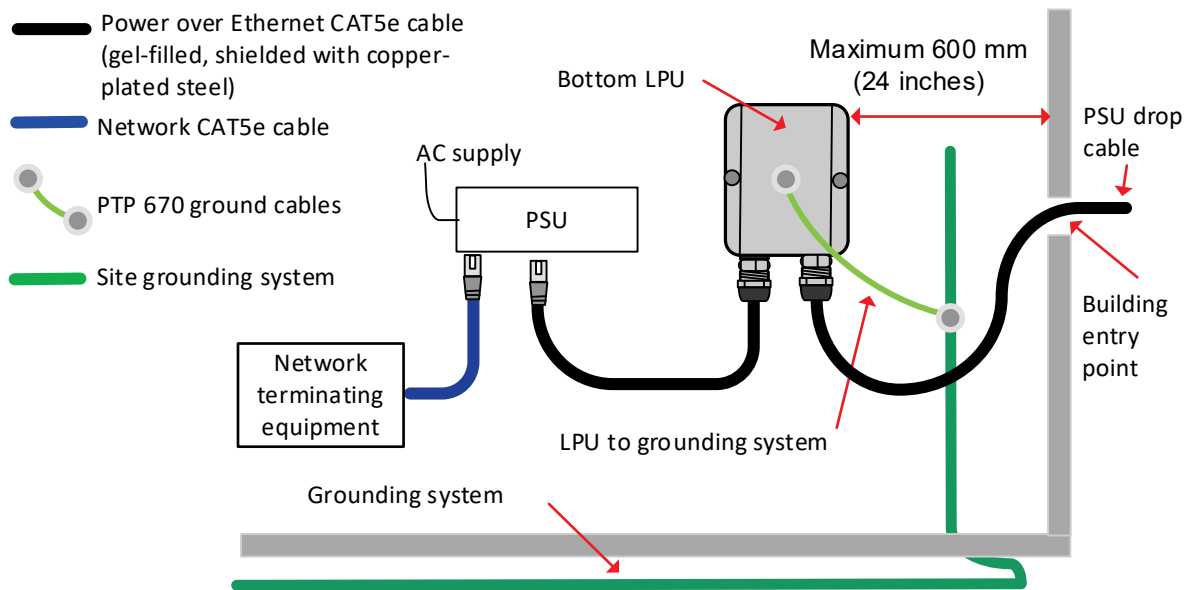 Power over Ethernet CAT5e cable
(gel-filled, shielded with copper-
plated steel)
Network CAT5e cable
PTP 670 ground cables
Site grounding system
AC supply
PSU
Network
terminating
equipment
Bottom LPU
Maximum 600 mm
(24 inches)
PSU drop
cable
Building
entry
point
LPU to grounding system
Grounding system